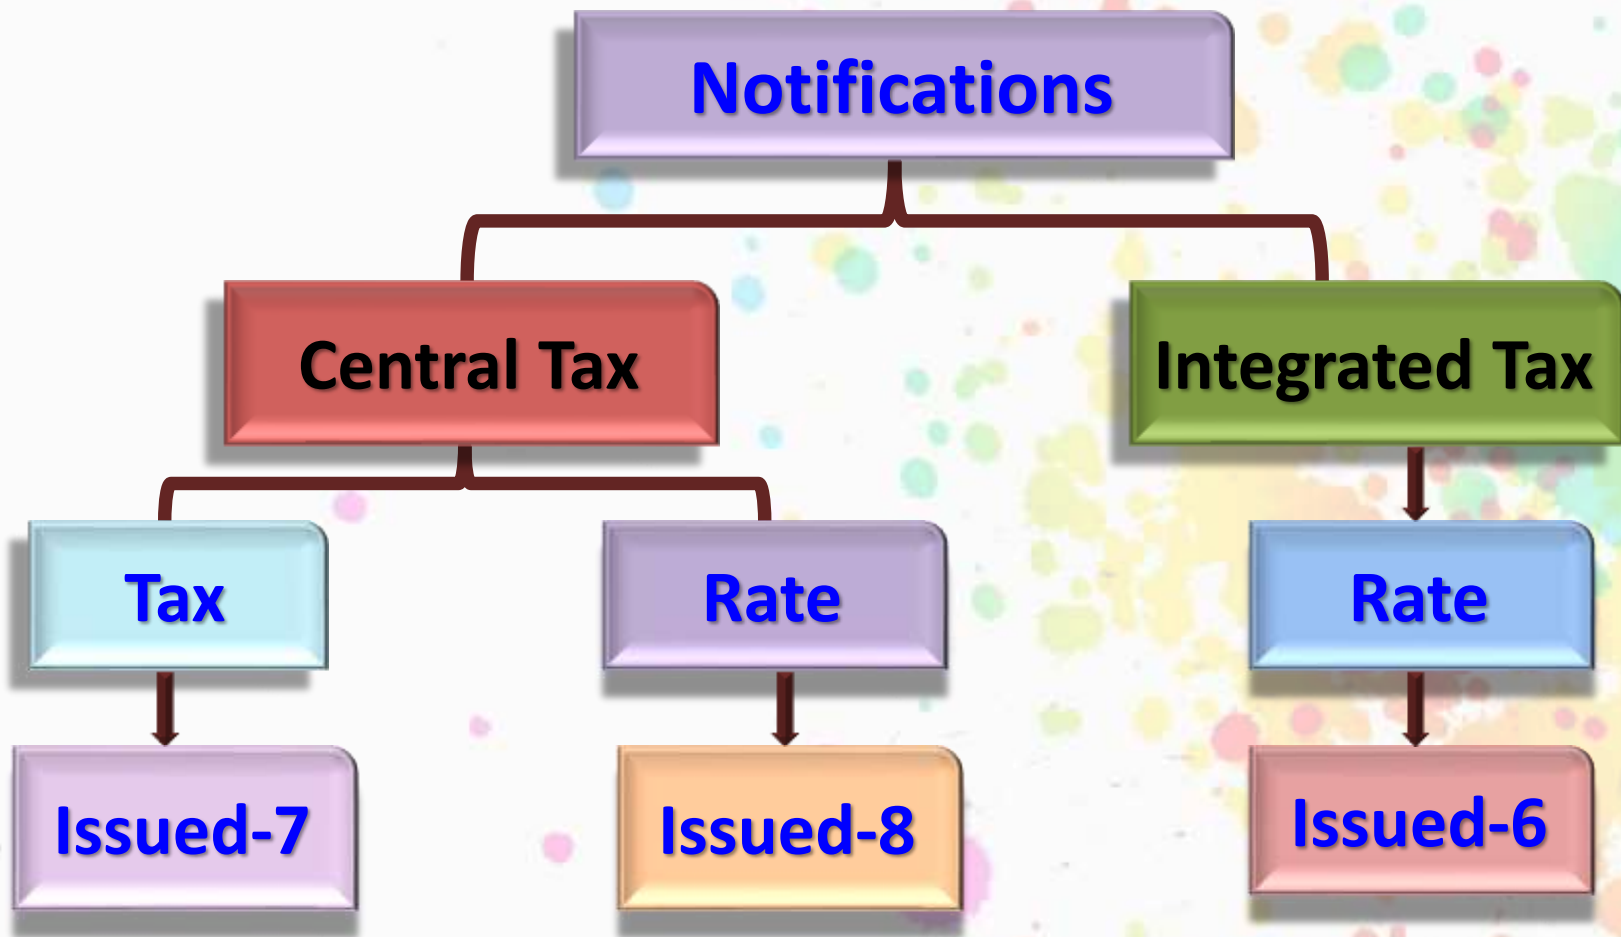 Notifications
Central Tax
Integrated Tax
Tax
Rate
Rate
Issued-7
Issued-8
Issued-6